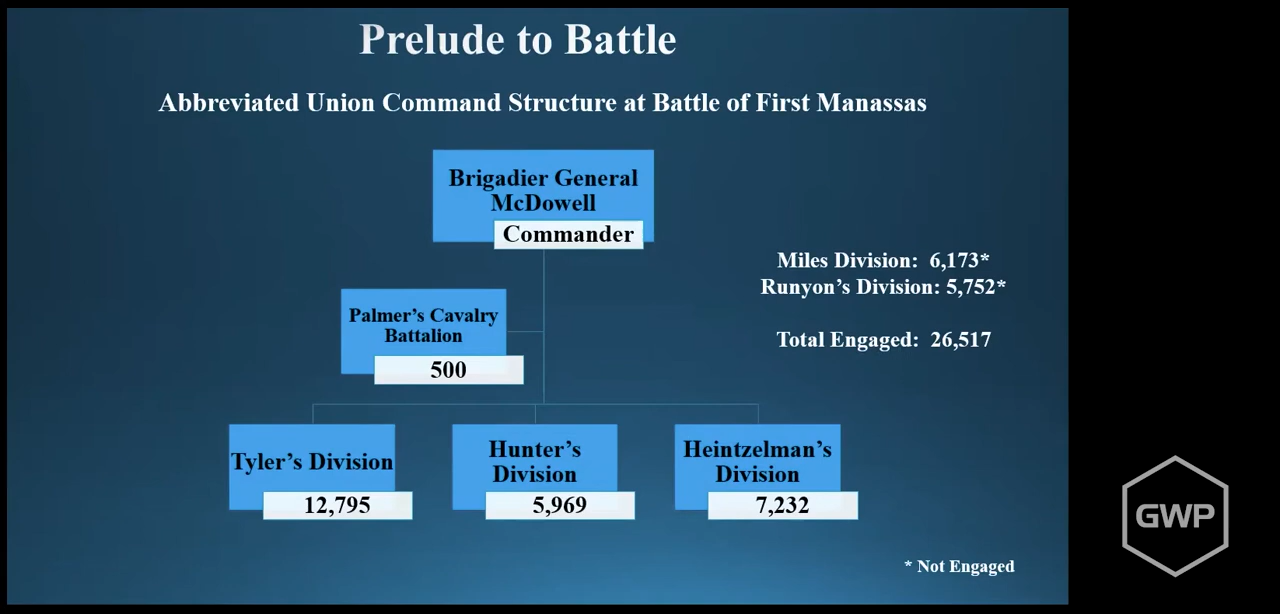 Prelude to Battle
Abbreviated Union Command Structure at Battle of First Manassas
Brigadier General
McDowell
Commander
Miles Division: 6,173*
Runyon’s Division: 5,752*
Total Engaged: 26,517
Palmer’s Cavalry
Battalion
500
Tyler’s Division
12,795
Hunter’s
Division
5,969
Heintzelman’s
Division
7,232
* Not Engaged
GWP